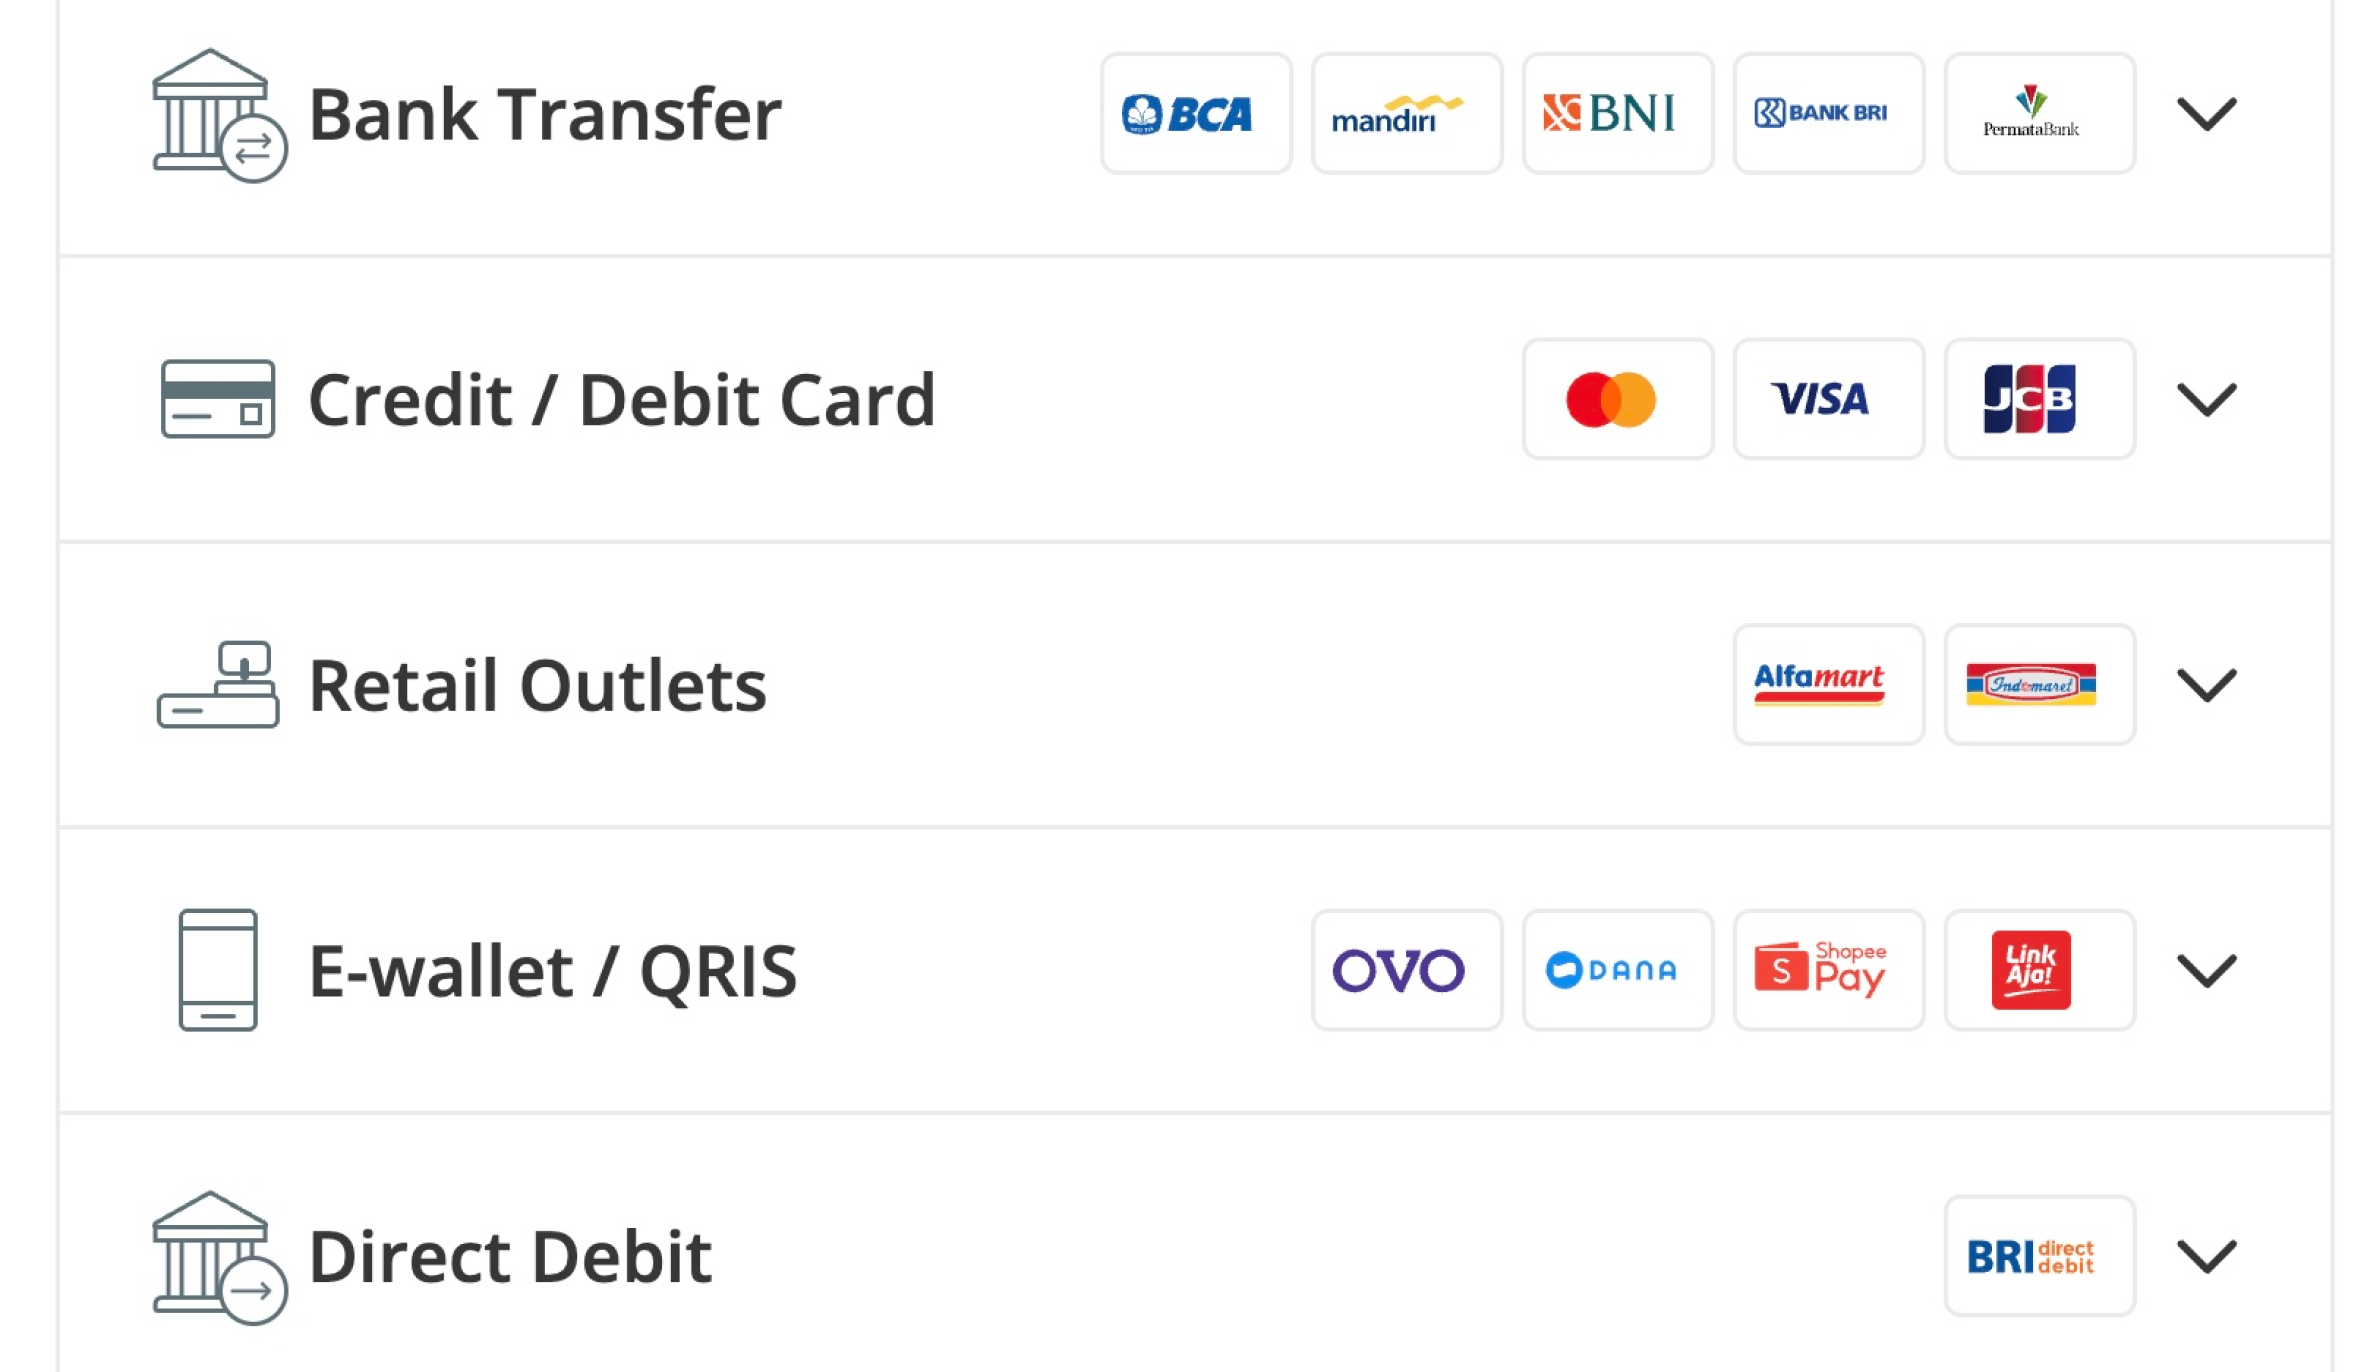 Bank Transfer
BCA
mandiri
BNI
BANK BRI
PermataBank
Credit / Debit Card
VISA
JCB
Retail Outlets
Alfamart
Indomaret
E-wallet / QRIS
OVO
DANA
S
Shopee
Pay
Link
Aja!
Direct Debit
BRI
direct
debit